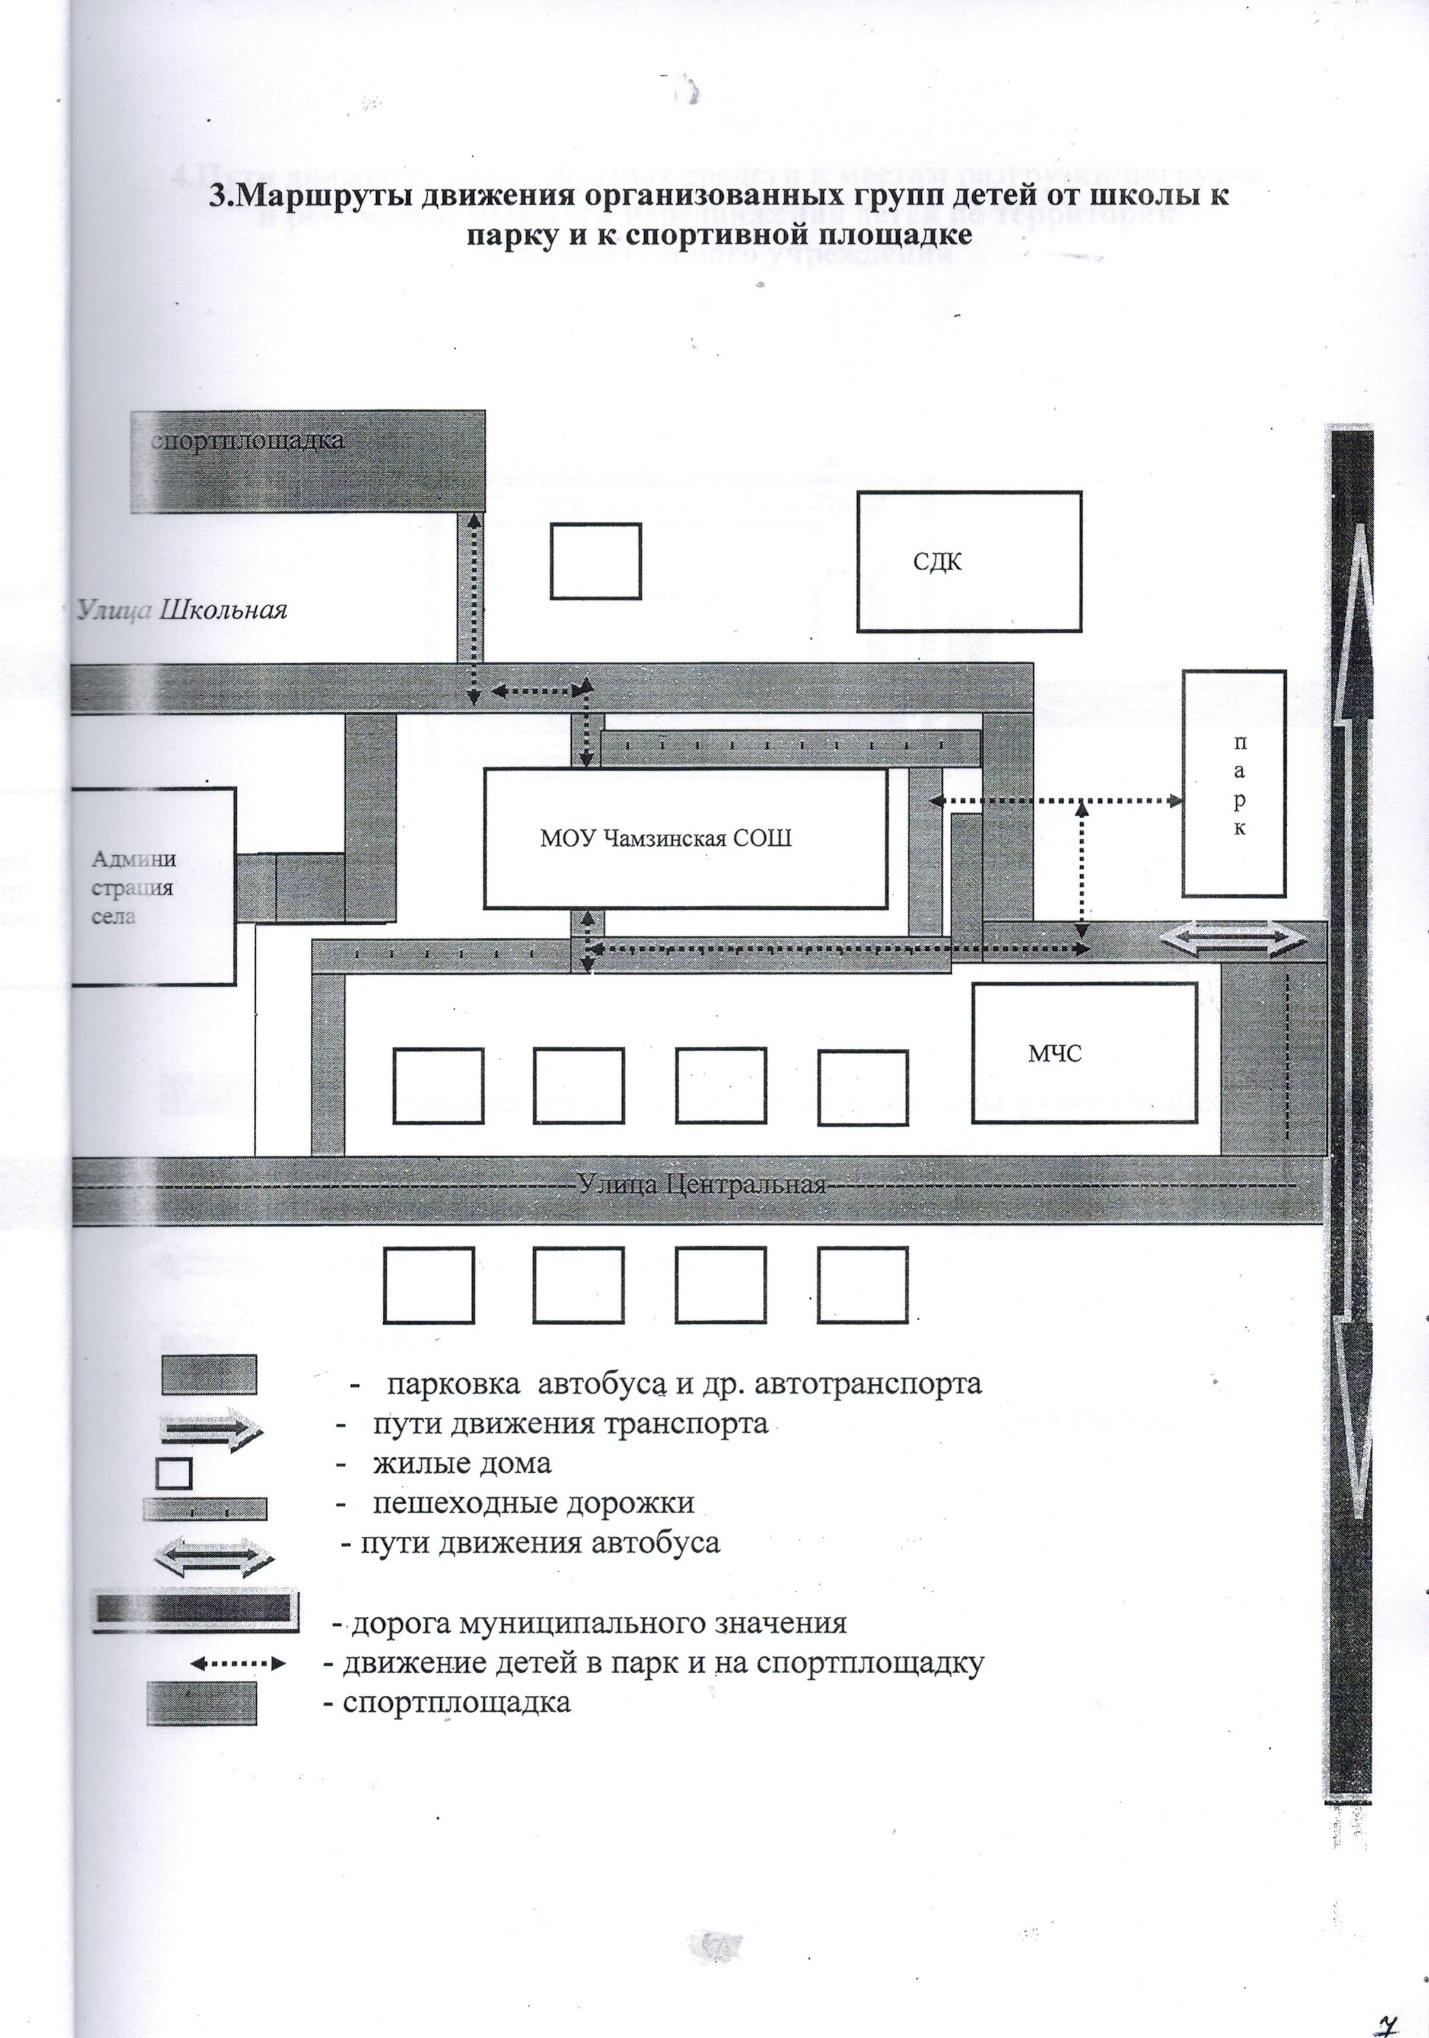 3.Маршруты движения организованных групп детей от школы к
парку и к спортивной площадке
спортплощадка
СДК
Улица Школьная
п
а
р
к
МОУ Чамзинская СОШ
Админи
страция
села
МЧС
Улица Центральная
- парковка автобуса и др. автотранспорта
- пути движения транспорта
- жилые дома
- пешеходные дорожки
- пути движения автобуса
- дорога муниципального значения
- движение детей в парк и на спортплощадку
- спортплощадка
7